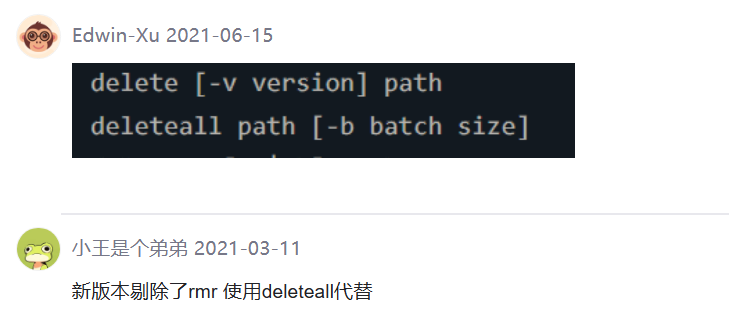 Edwin-Xu 2021-06-15
delete [-v version] path
deleteall path [-b batch size]
小王是个弟弟 2021-03-11
新版本剔除了rmr 使用deleteall代替